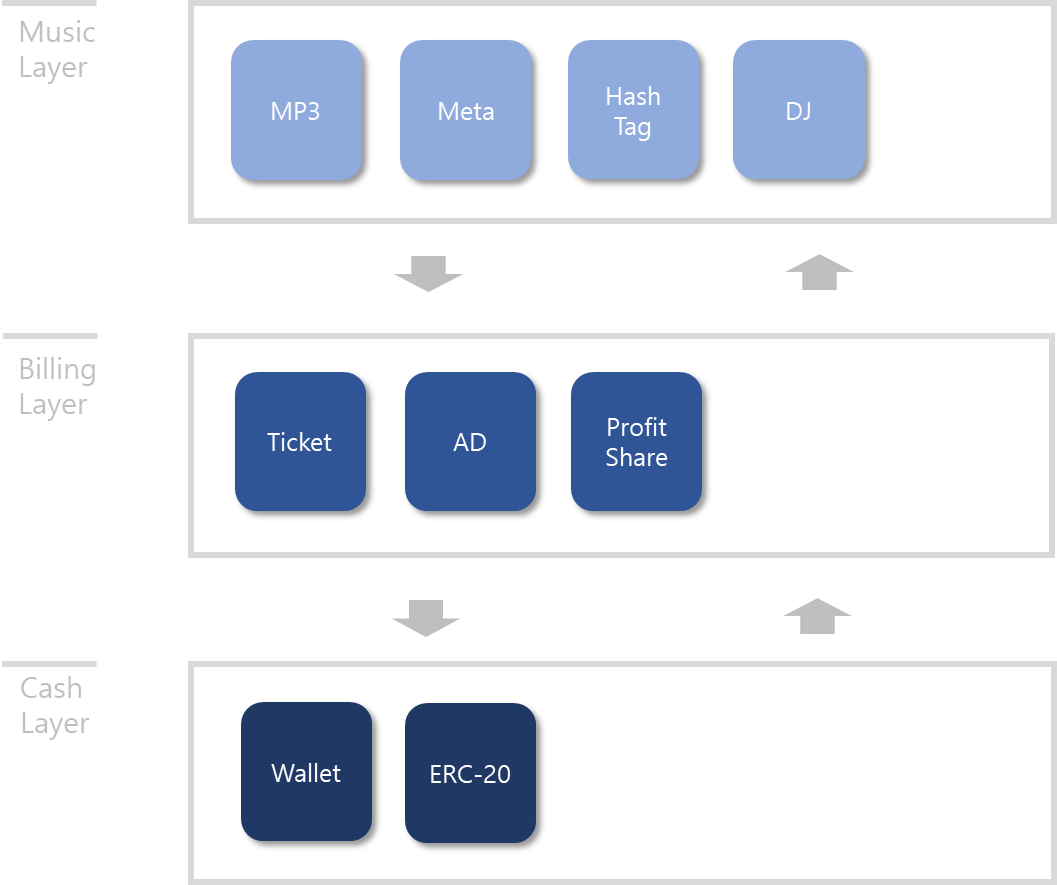 Music
Layer
MP3
Meta
Hash
Tag
DJ
Billing
Layer
Ticket
AD
Profit
Share
Cash
Layer
Wallet
ERC-20